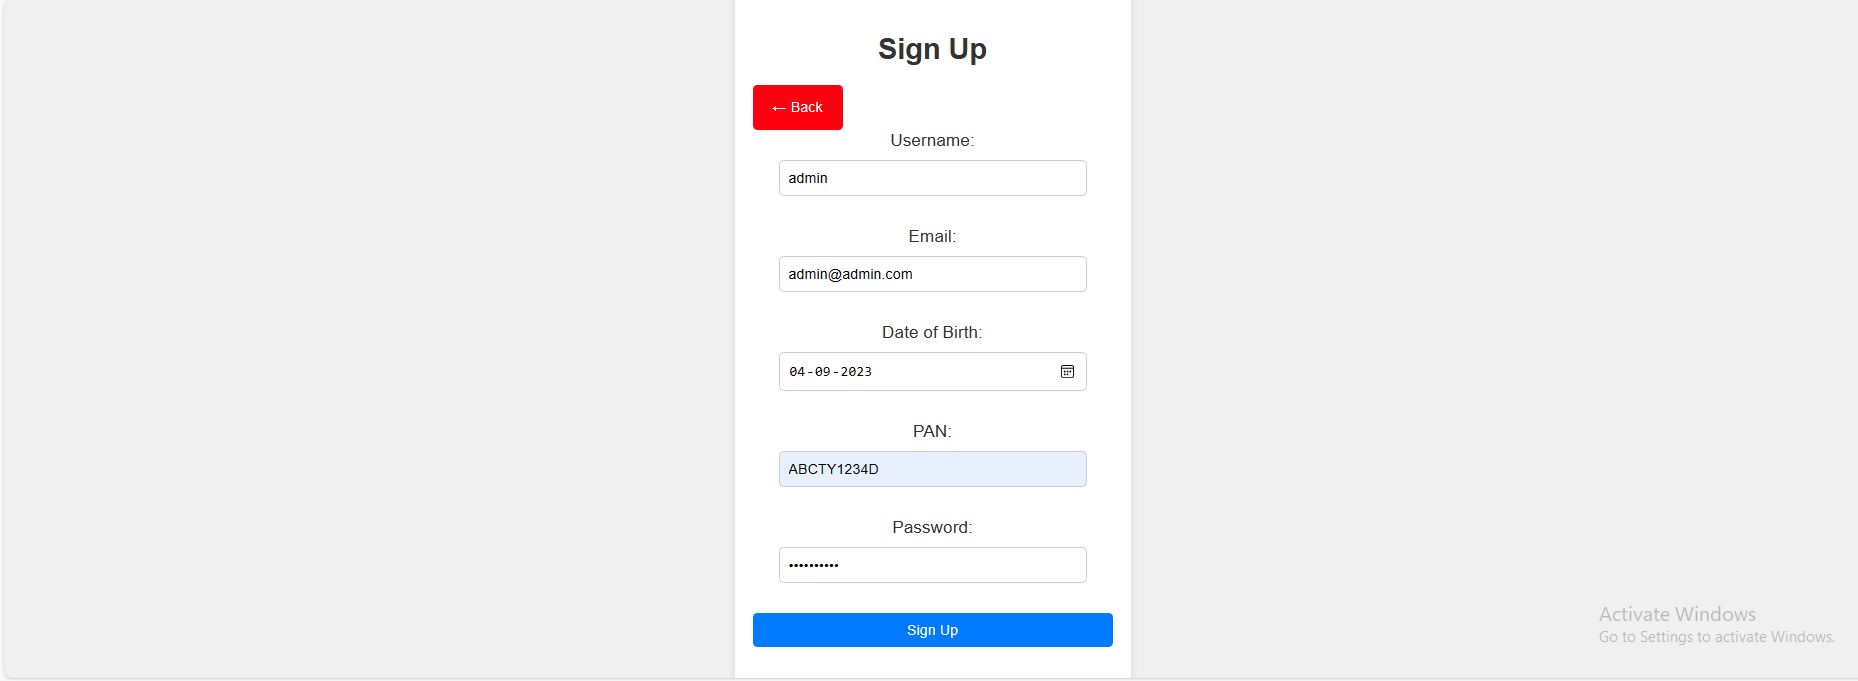 Sign Up
← Back
Username:
admin
Email:
admin@admin.com
Date of Birth:
04-09-2023
PAN:
ABCTY1234D
Password:
••••••••••
Sign Up
Activate Windows
Go to Settings to activate Windows.